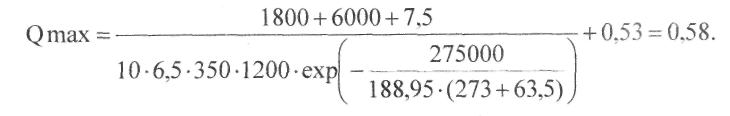 Qmax = (1800+6000+7,5) / (10·6,5·350·1200·exp(−275000 / (188,95·(273+63,5)))) + 0,53 = 0,58.